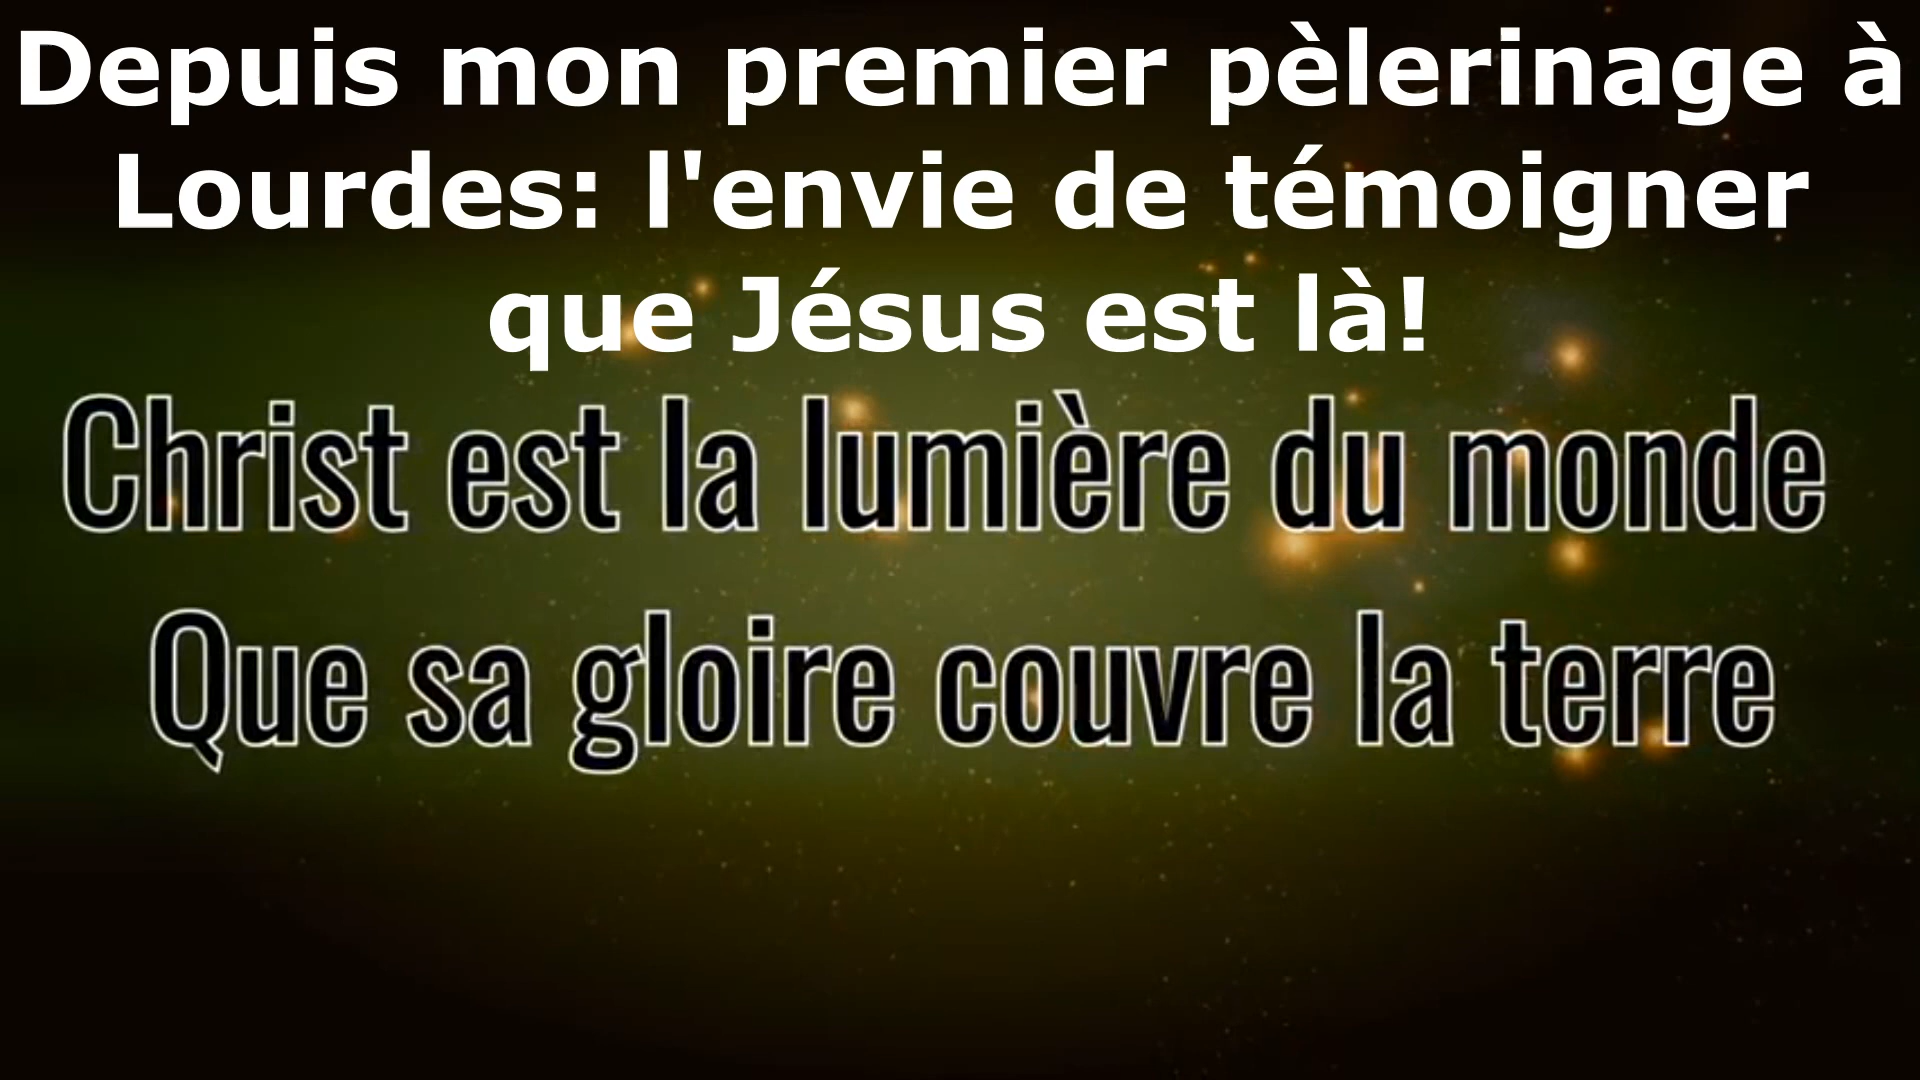 Depuis mon premier pèlerinage à
Lourdes: l'envie de témoigner
que Jésus est là!
Christ est la lumière du monde
Que sa gloire couvre la terre